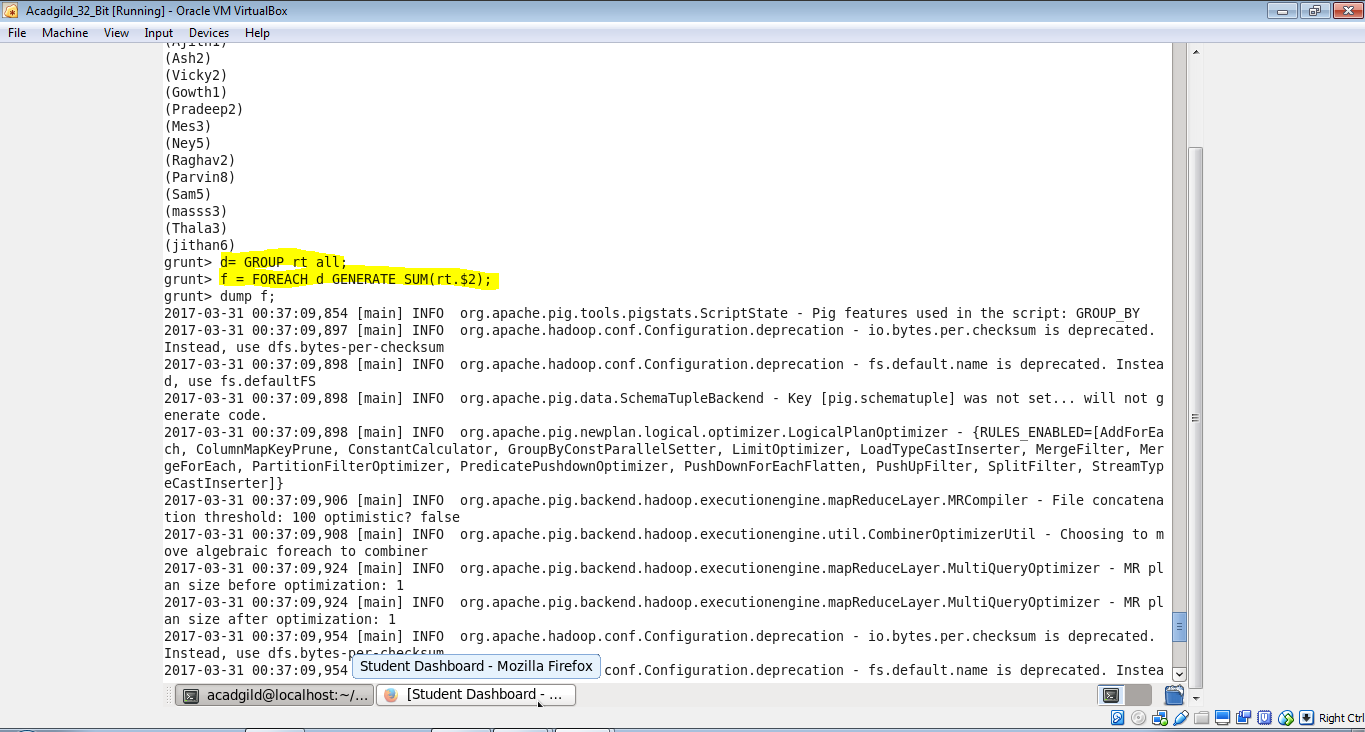 Acadgild_32_Bit [Running] - Oracle VM VirtualBox
File Machine View Input Devices Help
(Ajith1)
(Ash2)
(Vicky2)
(Gowth1)
(Pradeep2)
(Mes3)
(Ney5)
(Raghav2)
(Parvin8)
(Sam5)
(masss3)
(Thala3)
(jithan6)
grunt> d= GROUP rt all;
grunt> f = FOREACH d GENERATE SUM(rt.$2);
grunt> dump f;
2017-03-31 00:37:09,854 [main] INFO  org.apache.pig.tools.pigstats.ScriptState - Pig features used in the script: GROUP_BY
2017-03-31 00:37:09,897 [main] INFO  org.apache.hadoop.conf.Configuration.deprecation - io.bytes.per.checksum is deprecated.
Instead, use dfs.bytes-per-checksum
2017-03-31 00:37:09,898 [main] INFO  org.apache.hadoop.conf.Configuration.deprecation - fs.default.name is deprecated. Instea
d, use fs.defaultFS
2017-03-31 00:37:09,898 [main] INFO  org.apache.pig.data.SchemaTupleBackend - Key [pig.schematuple] was not set... will not g
enerate code.
2017-03-31 00:37:09,898 [main] INFO  org.apache.pig.newplan.logical.optimizer.LogicalPlanOptimizer - {RULES_ENABLED=[AddForEa
ch, ColumnMapKeyPrune, ConstantCalculator, GroupByConstParallelSetter, LimitOptimizer, LoadTypeCastInserter, MergeFilter, Mer
geForEach, PartitionFilterOptimizer, PredicatePushdownOptimizer, PushDownForEachFlatten, PushUpFilter, SplitFilter, StreamTyp
eCastInserter]}
2017-03-31 00:37:09,906 [main] INFO  org.apache.pig.backend.hadoop.executionengine.mapReduceLayer.MRCompiler - File concatena
tion threshold: 100 optimistic? false
2017-03-31 00:37:09,908 [main] INFO  org.apache.pig.backend.hadoop.executionengine.util.CombinerOptimizerUtil - Choosing to m
ove algebraic foreach to combiner
2017-03-31 00:37:09,924 [main] INFO  org.apache.pig.backend.hadoop.executionengine.mapReduceLayer.MultiQueryOptimizer - MR pl
an size before optimization: 1
2017-03-31 00:37:09,924 [main] INFO  org.apache.pig.backend.hadoop.executionengine.mapReduceLayer.MultiQueryOptimizer - MR pl
an size after optimization: 1
2017-03-31 00:37:09,954 [main] INFO  org.apache.hadoop.conf.Configuration.deprecation - io.bytes.per.checksum is deprecated.
Instead, use dfs.bytes-per-checksum
2017-03-31 00:37:09,954 conf.Configuration.deprecation - fs.default.name is deprecated. Instea
Student Dashboard - Mozilla Firefox
acadgild@localhost:~/... [Student Dashboard - ...
Right Ctrl